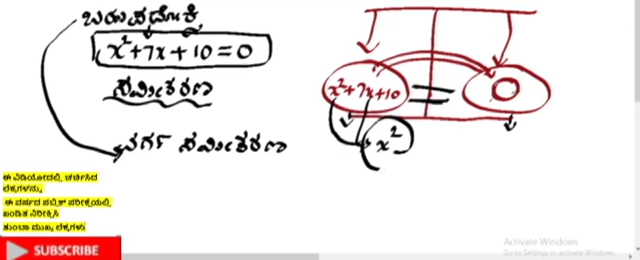 ಬಹುಪದೋಕ್ತಿ
x²+7x+10=0
ಸಮೀಕರಣ
ವರ್ಗ ಸಮೀಕರಣ
x²+7x+10 = 0
x²
ಈ ವಿಡಿಯೋದಲ್ಲಿ ಚರ್ಚಿಸಿದ
ಲೆಕ್ಕಗಳನ್ನು
ಈ ವರ್ಷದ ಪಬ್ಲಿಕ್ ಪರೀಕ್ಷೆಯಲ್ಲಿ
ಖಂಡಿತ ನಿರೀಕ್ಷಿಸಿ
ತುಂಬಾ ಮುಖ್ಯ ಲೆಕ್ಕಗಳು
SUBSCRIBE
Activate Windows
Go to Settings to activate Windows.